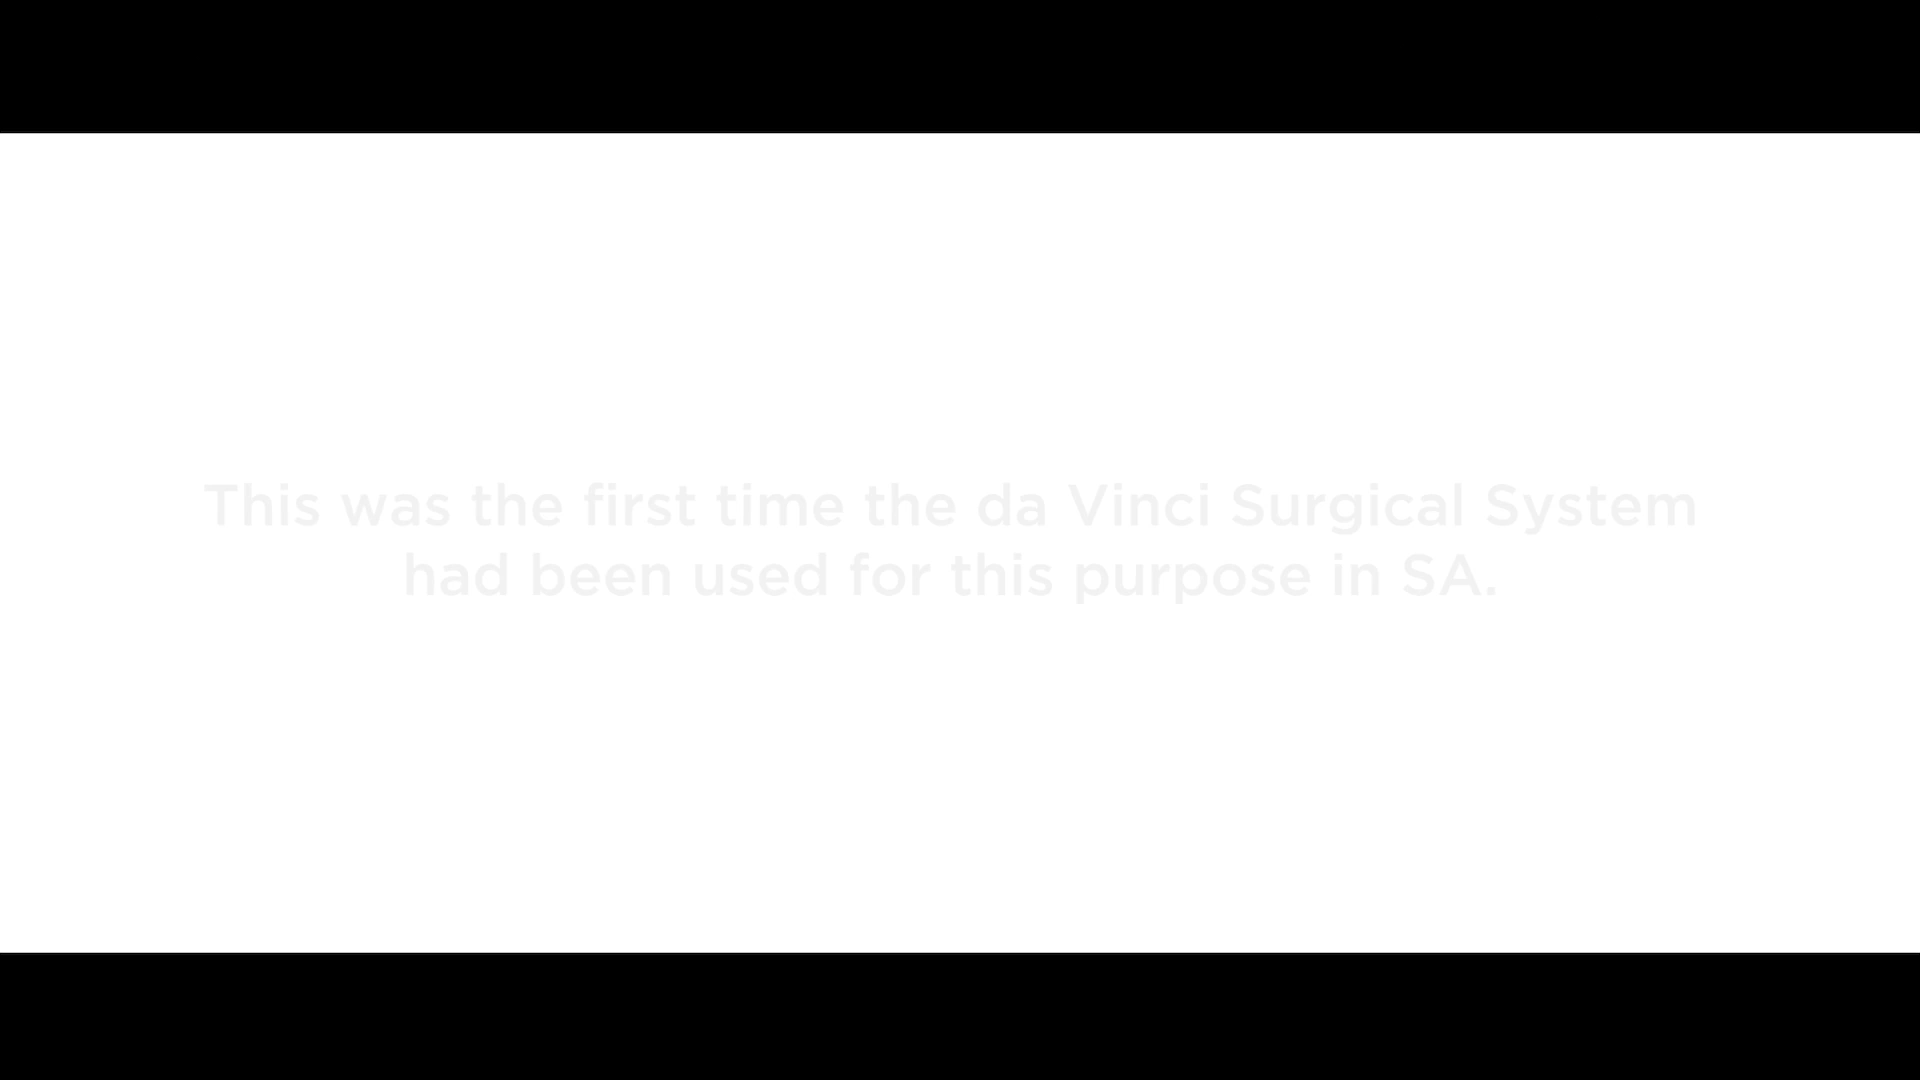 This was the first time the da Vinci Surgical System
had been used for this purpose in SA.